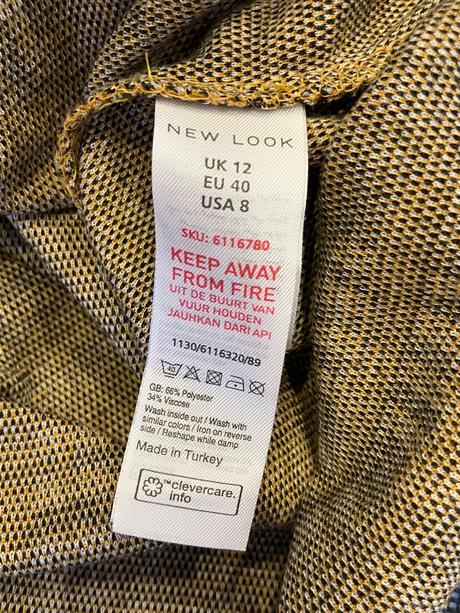 NEW LOOK
UK 12
EU 40
USA 8
SKU: 6116780
KEEP AWAY
FROM FIRE
UIT DE BUURT VAN
VUUR HOUDEN
JAUHKAN DARI API
1130/6116320/89
40
GB: 66% Polyester
34% Viscose
Wash inside out / Wash with
similar colors / Iron on reverse
side / Reshape while damp
Made in Turkey
™clevercare.
info